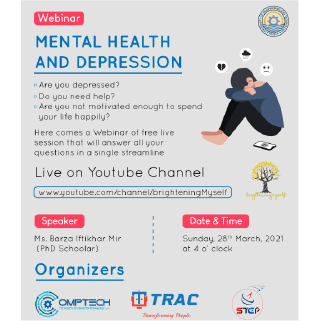 Webinar
MENTAL HEALTH
AND DEPRESSION
Are you depressed?
Do you need help?
Are you not motivated enough to spend
your life happily?
Here comes a Webinar of free live
session that will answer all your
questions in a single streamline
Live on Youtube Channel
www.youtube.com/channel/brighteningMyself
Speaker
Ms. Barza Iftikhar Mir
(PhD Schoolar)
Date & Time
Sunday, 28th March, 2021
at 4 o' clock
Organizers
OMPTECH
TRAC
Transforming People
STEP